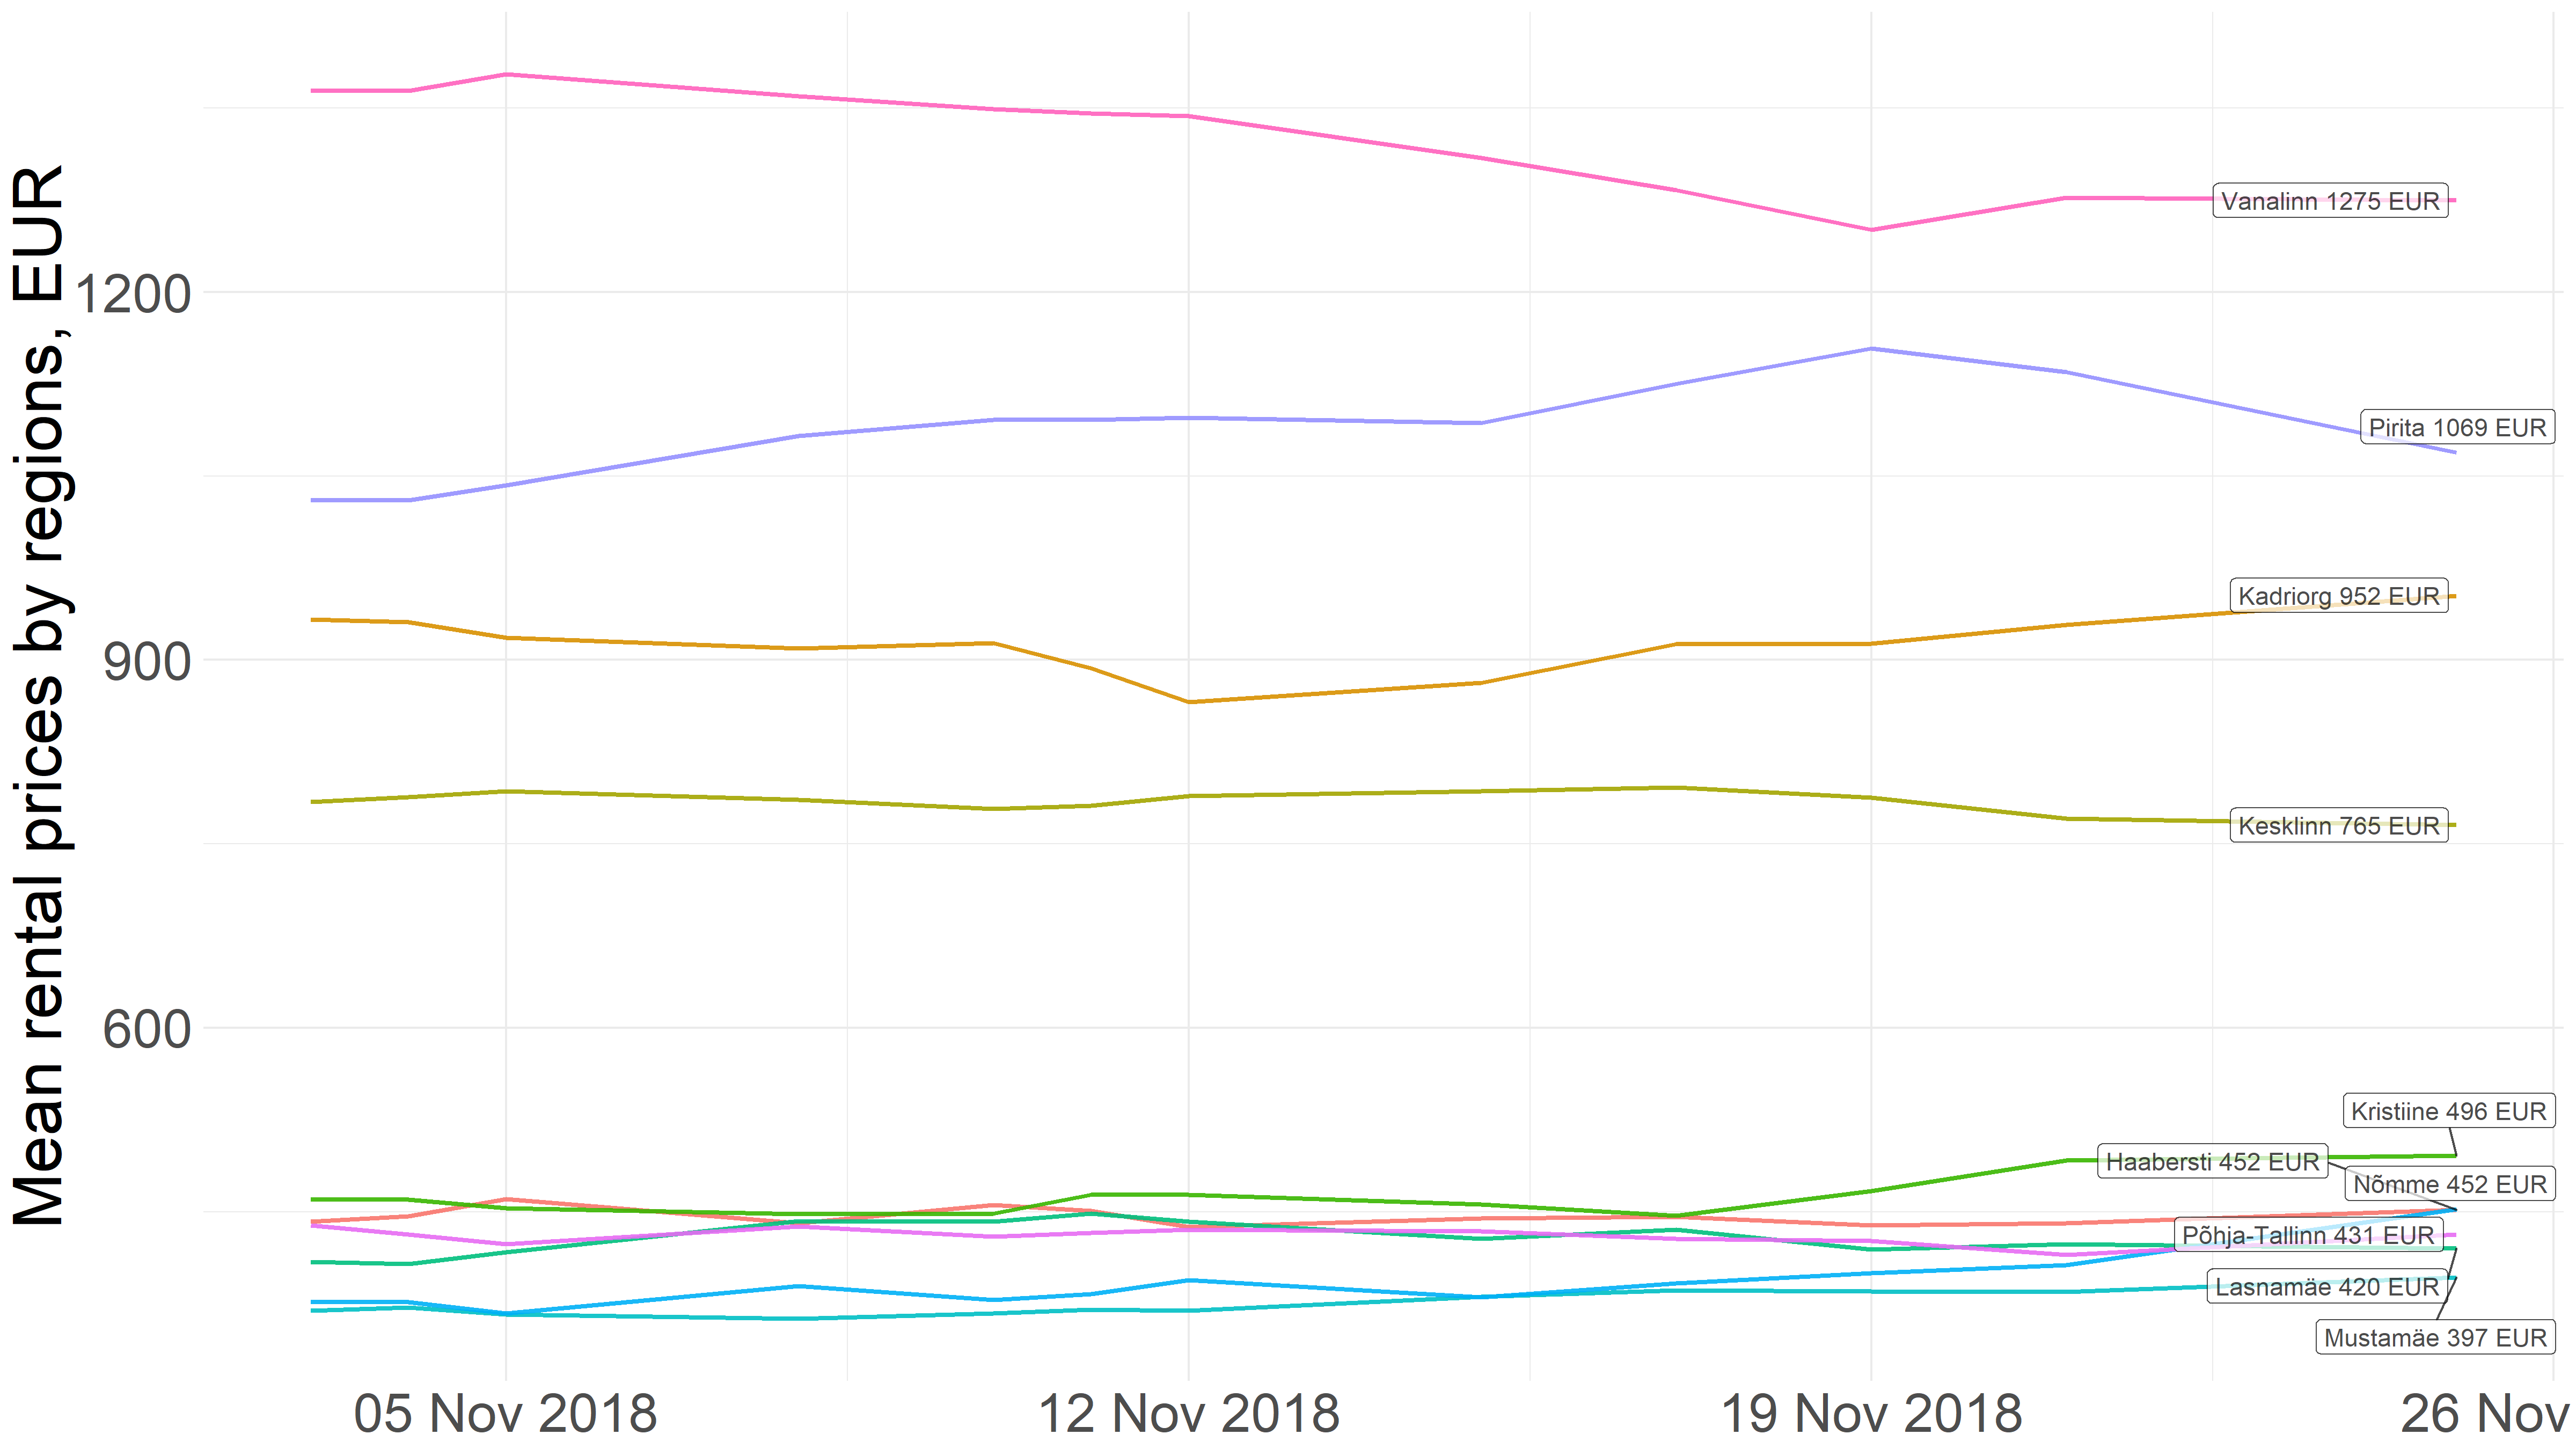 Mean rental prices by regions, EUR
1200
900
600
Vanalinn 1275 EUR
Pirita 1069 EUR
Kadriorg 952 EUR
Kesklinn 765 EUR
Kristiine 496 EUR
Haabersti 452 EUR
Nõmme 452 EUR
Põhja-Tallinn 431 EUR
Lasnamäe 420 EUR
Mustamäe 397 EUR
05 Nov 2018
12 Nov 2018
19 Nov 2018
26 Nov